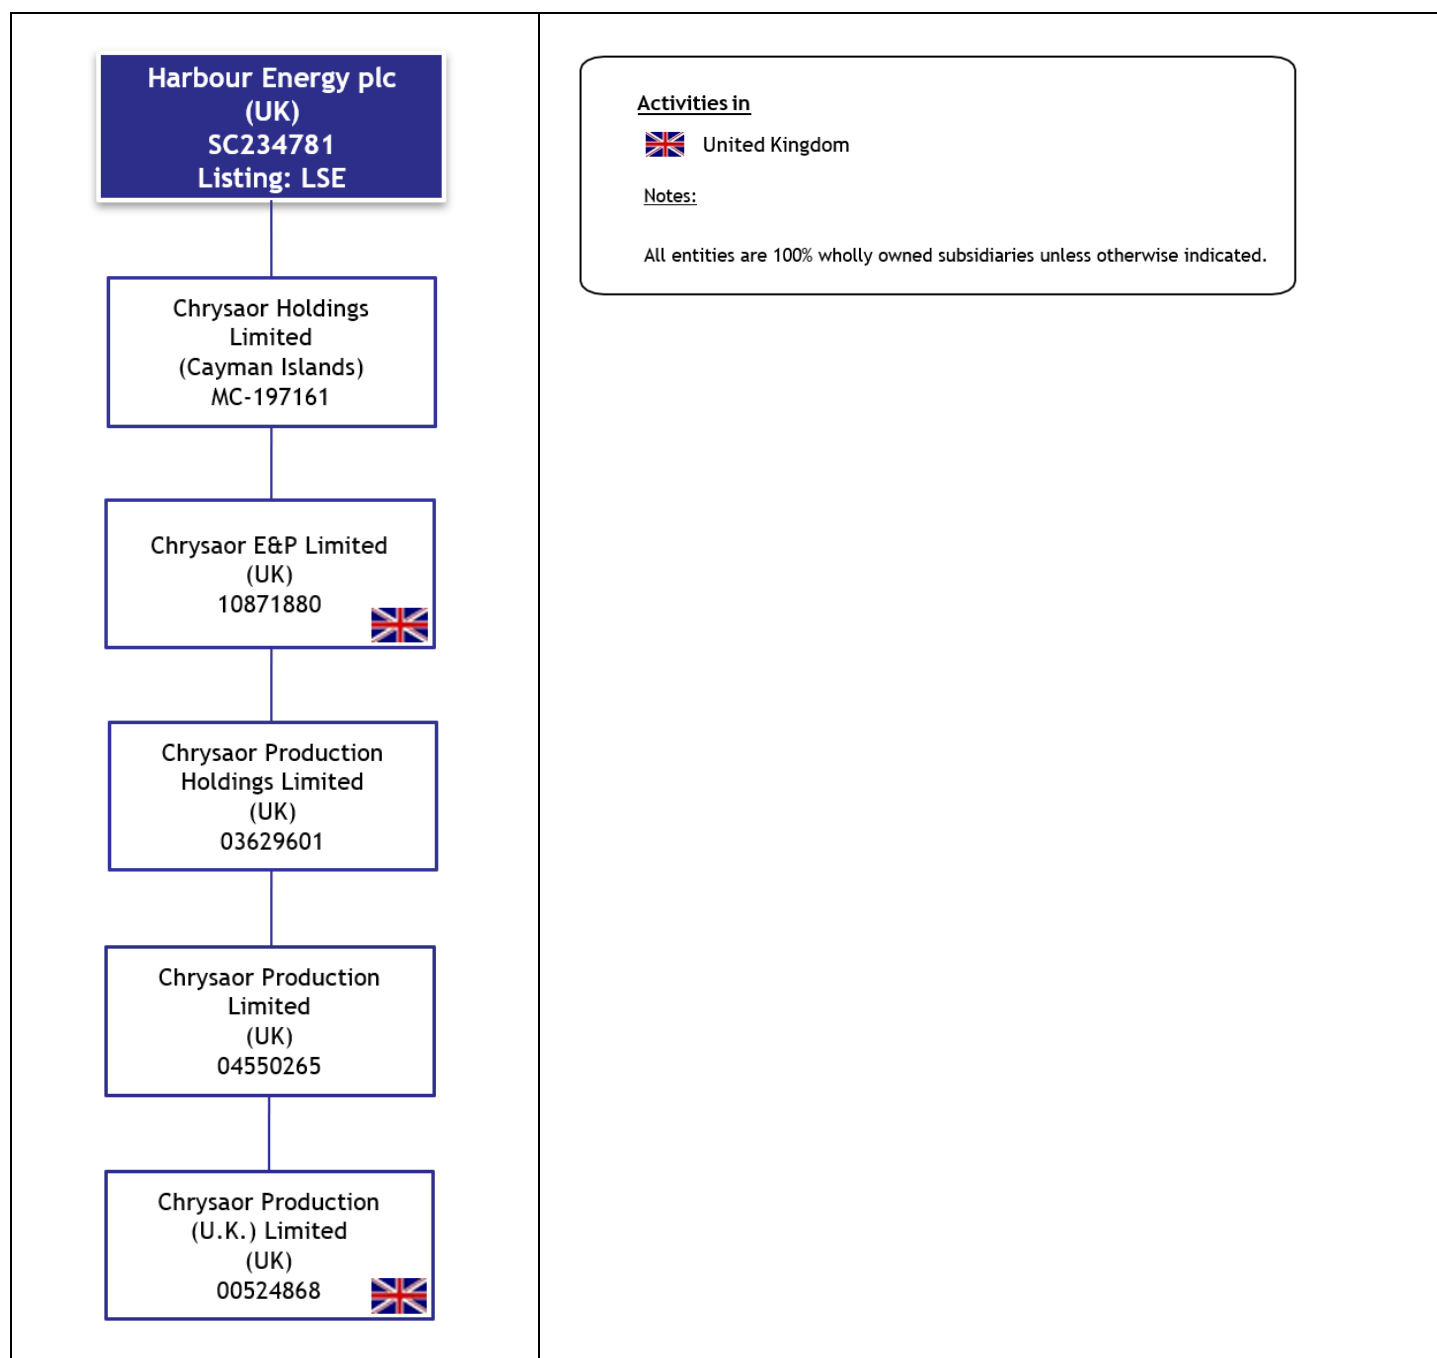 Harbour Energy plc
(UK)
SC234781
Listing: LSE
Chrysaor Holdings
Limited
(Cayman Islands)
MC-197161
Chrysaor E&P Limited
(UK)
10871880
Chrysaor Production
Holdings Limited
(UK)
03629601
Chrysaor Production
Limited
(UK)
04550265
Chrysaor Production
(U.K.) Limited
(UK)
00524868
Activities in
United Kingdom
Notes:
All entities are 100% wholly owned subsidiaries unless otherwise indicated.